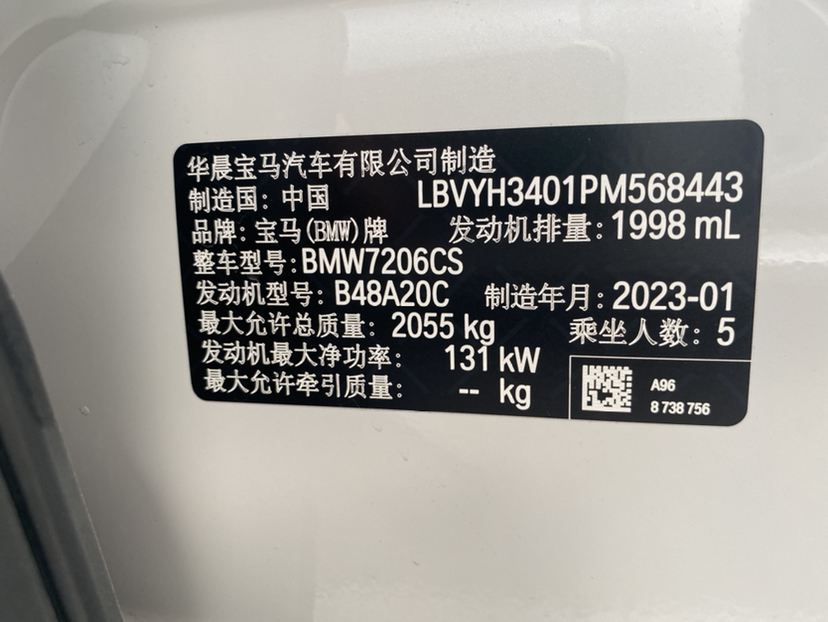 华晨宝马汽车有限公司制造
制造国：中国 LBVYH3401PM568443
品牌：宝马(BMW)牌 发动机排量：1998 mL
整车型号：BMW7206CS
发动机型号：B48A20C 制造年月：2023-01
最大允许总质量：2055 kg 乘坐人数：5
发动机最大净功率：131 kW
最大允许牵引质量：-- kg
A96
8 738 756